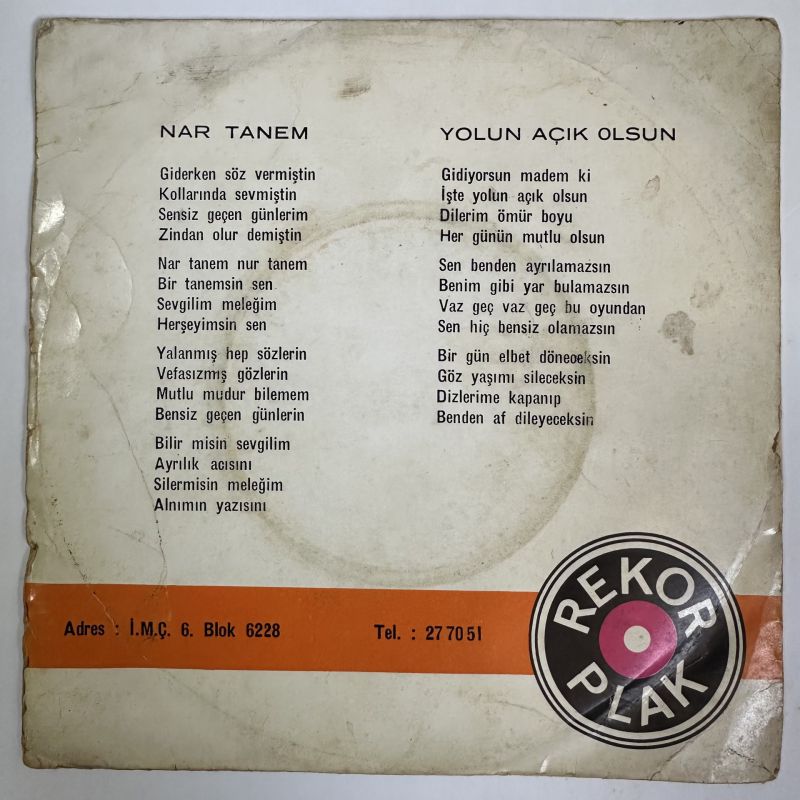 NAR TANEM
Giderken söz vermiştin
Kollarında sevmiştin
Sensiz geçen günlerim
Zindan olur demiştin
Nar tanem nur tanem
Bir tanemsin sen
Sevgilim meleğim
Herşeyimsin sen
Yalanmış hep sözlerin
Vefasızmış gözlerin
Mutlu mudur bilemem
Bensiz geçen günlerin
Bilir misin sevgilim
Ayrılık acısını
Silermisin meleğim
Alnımın yazısını
YOLUN AÇIK OLSUN
Gidiyorsun madem ki
İşte yolun açık olsun
Dilerim ömür boyu
Her günün mutlu olsun
Sen benden ayrılamazsın
Benim gibi yar bulamazsın
Vaz geç vaz geç bu oyundan
Sen hiç bensiz olamazsın
Bir gün elbet döneceksin
Göz yaşımı sileceksin
Dizlerime kapanıp
Benden af dileyeceksin
Adres : İ.M.Ç. 6. Blok 6228
Tel. : 27 70 51
REKOR
PLAK